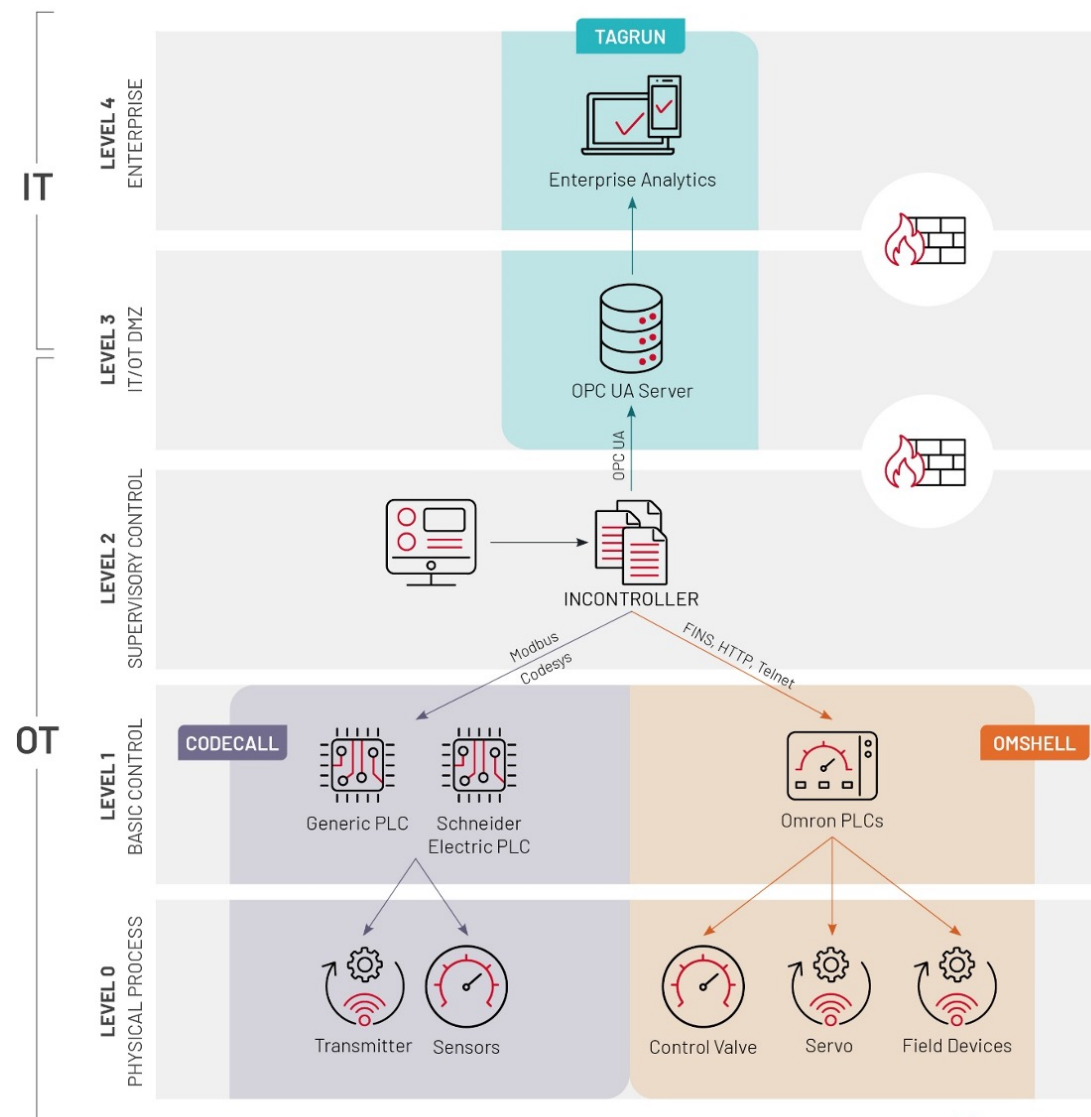 IT
OT
LEVEL 4
ENTERPRISE
TAGRUN
Enterprise Analytics
LEVEL 3
IT/OT DMZ
OPC UA Server
OPC UA
LEVEL 2
SUPERVISORY CONTROL
INCONTROLLER
Modbus
Codesys
FINS, HTTP, Telnet
LEVEL 1
BASIC CONTROL
CODECALL
OMSHELL
Generic PLC
Schneider
Electric PLC
Omron PLCs
LEVEL 0
PHYSICAL PROCESS
Transmitter
Sensors
Control Valve
Servo
Field Devices